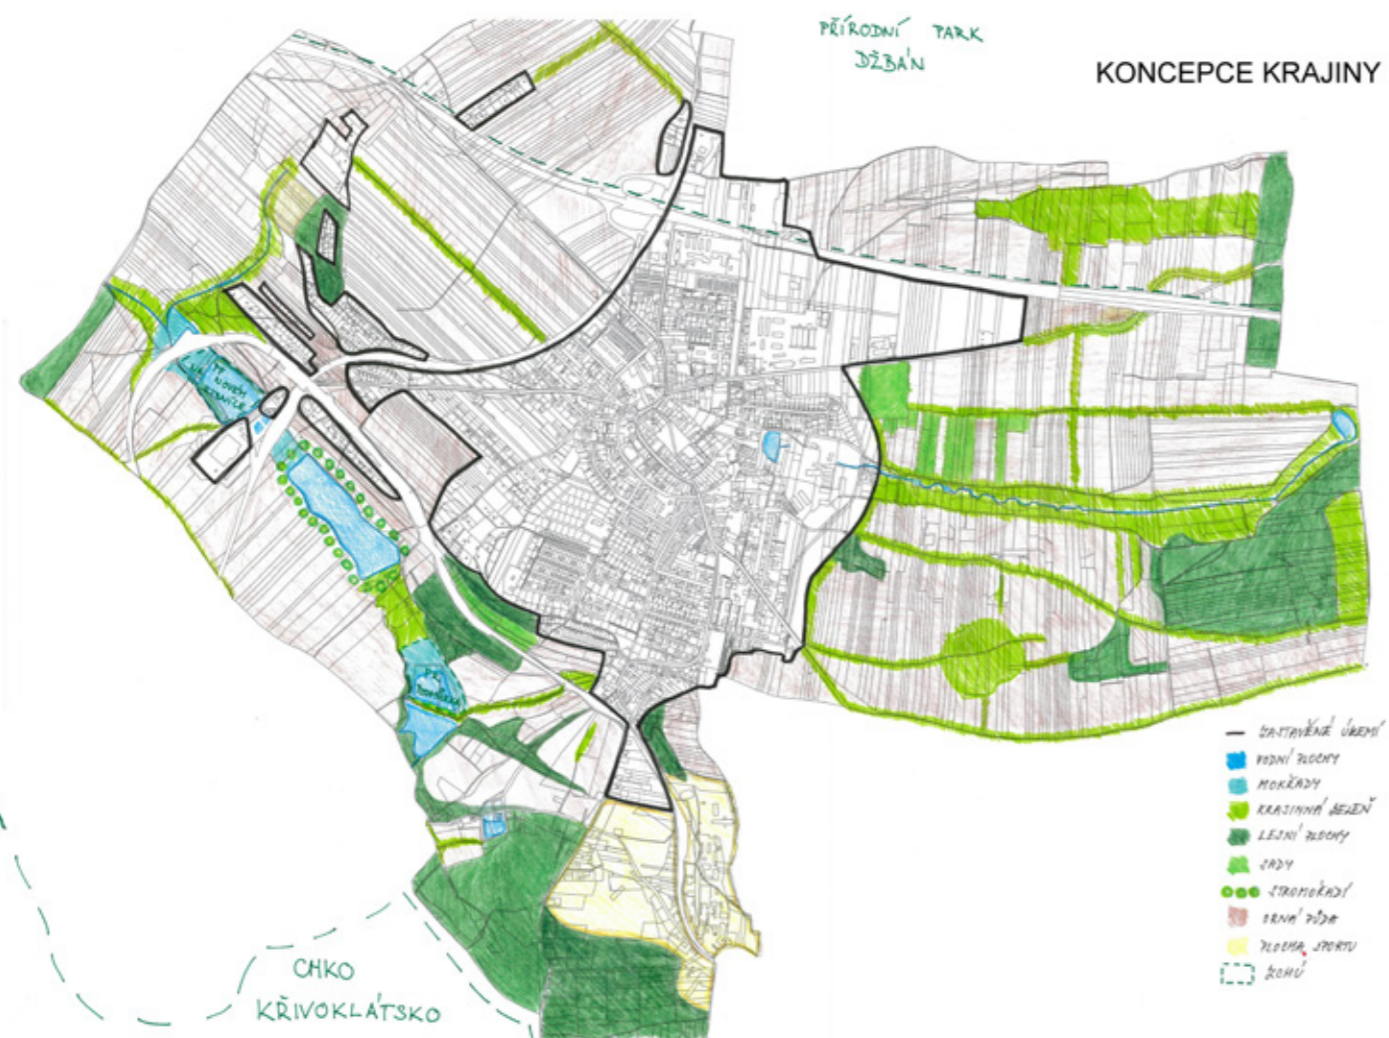 PŘÍRODNÍ PARK
DŽBÁN
KONCEPCE KRAJINY
ZASTAVĚNÉ ÚZEMÍ
VODNÍ PLOCHY
MOKŘADY
KRAJINNÁ ZELEŇ
LESNÍ PLOCHY
SADY
STROMOŘADÍ
ORNÁ PŮDA
PLOCHA SPORTU
CHKO
KŘIVOKLÁTSKO